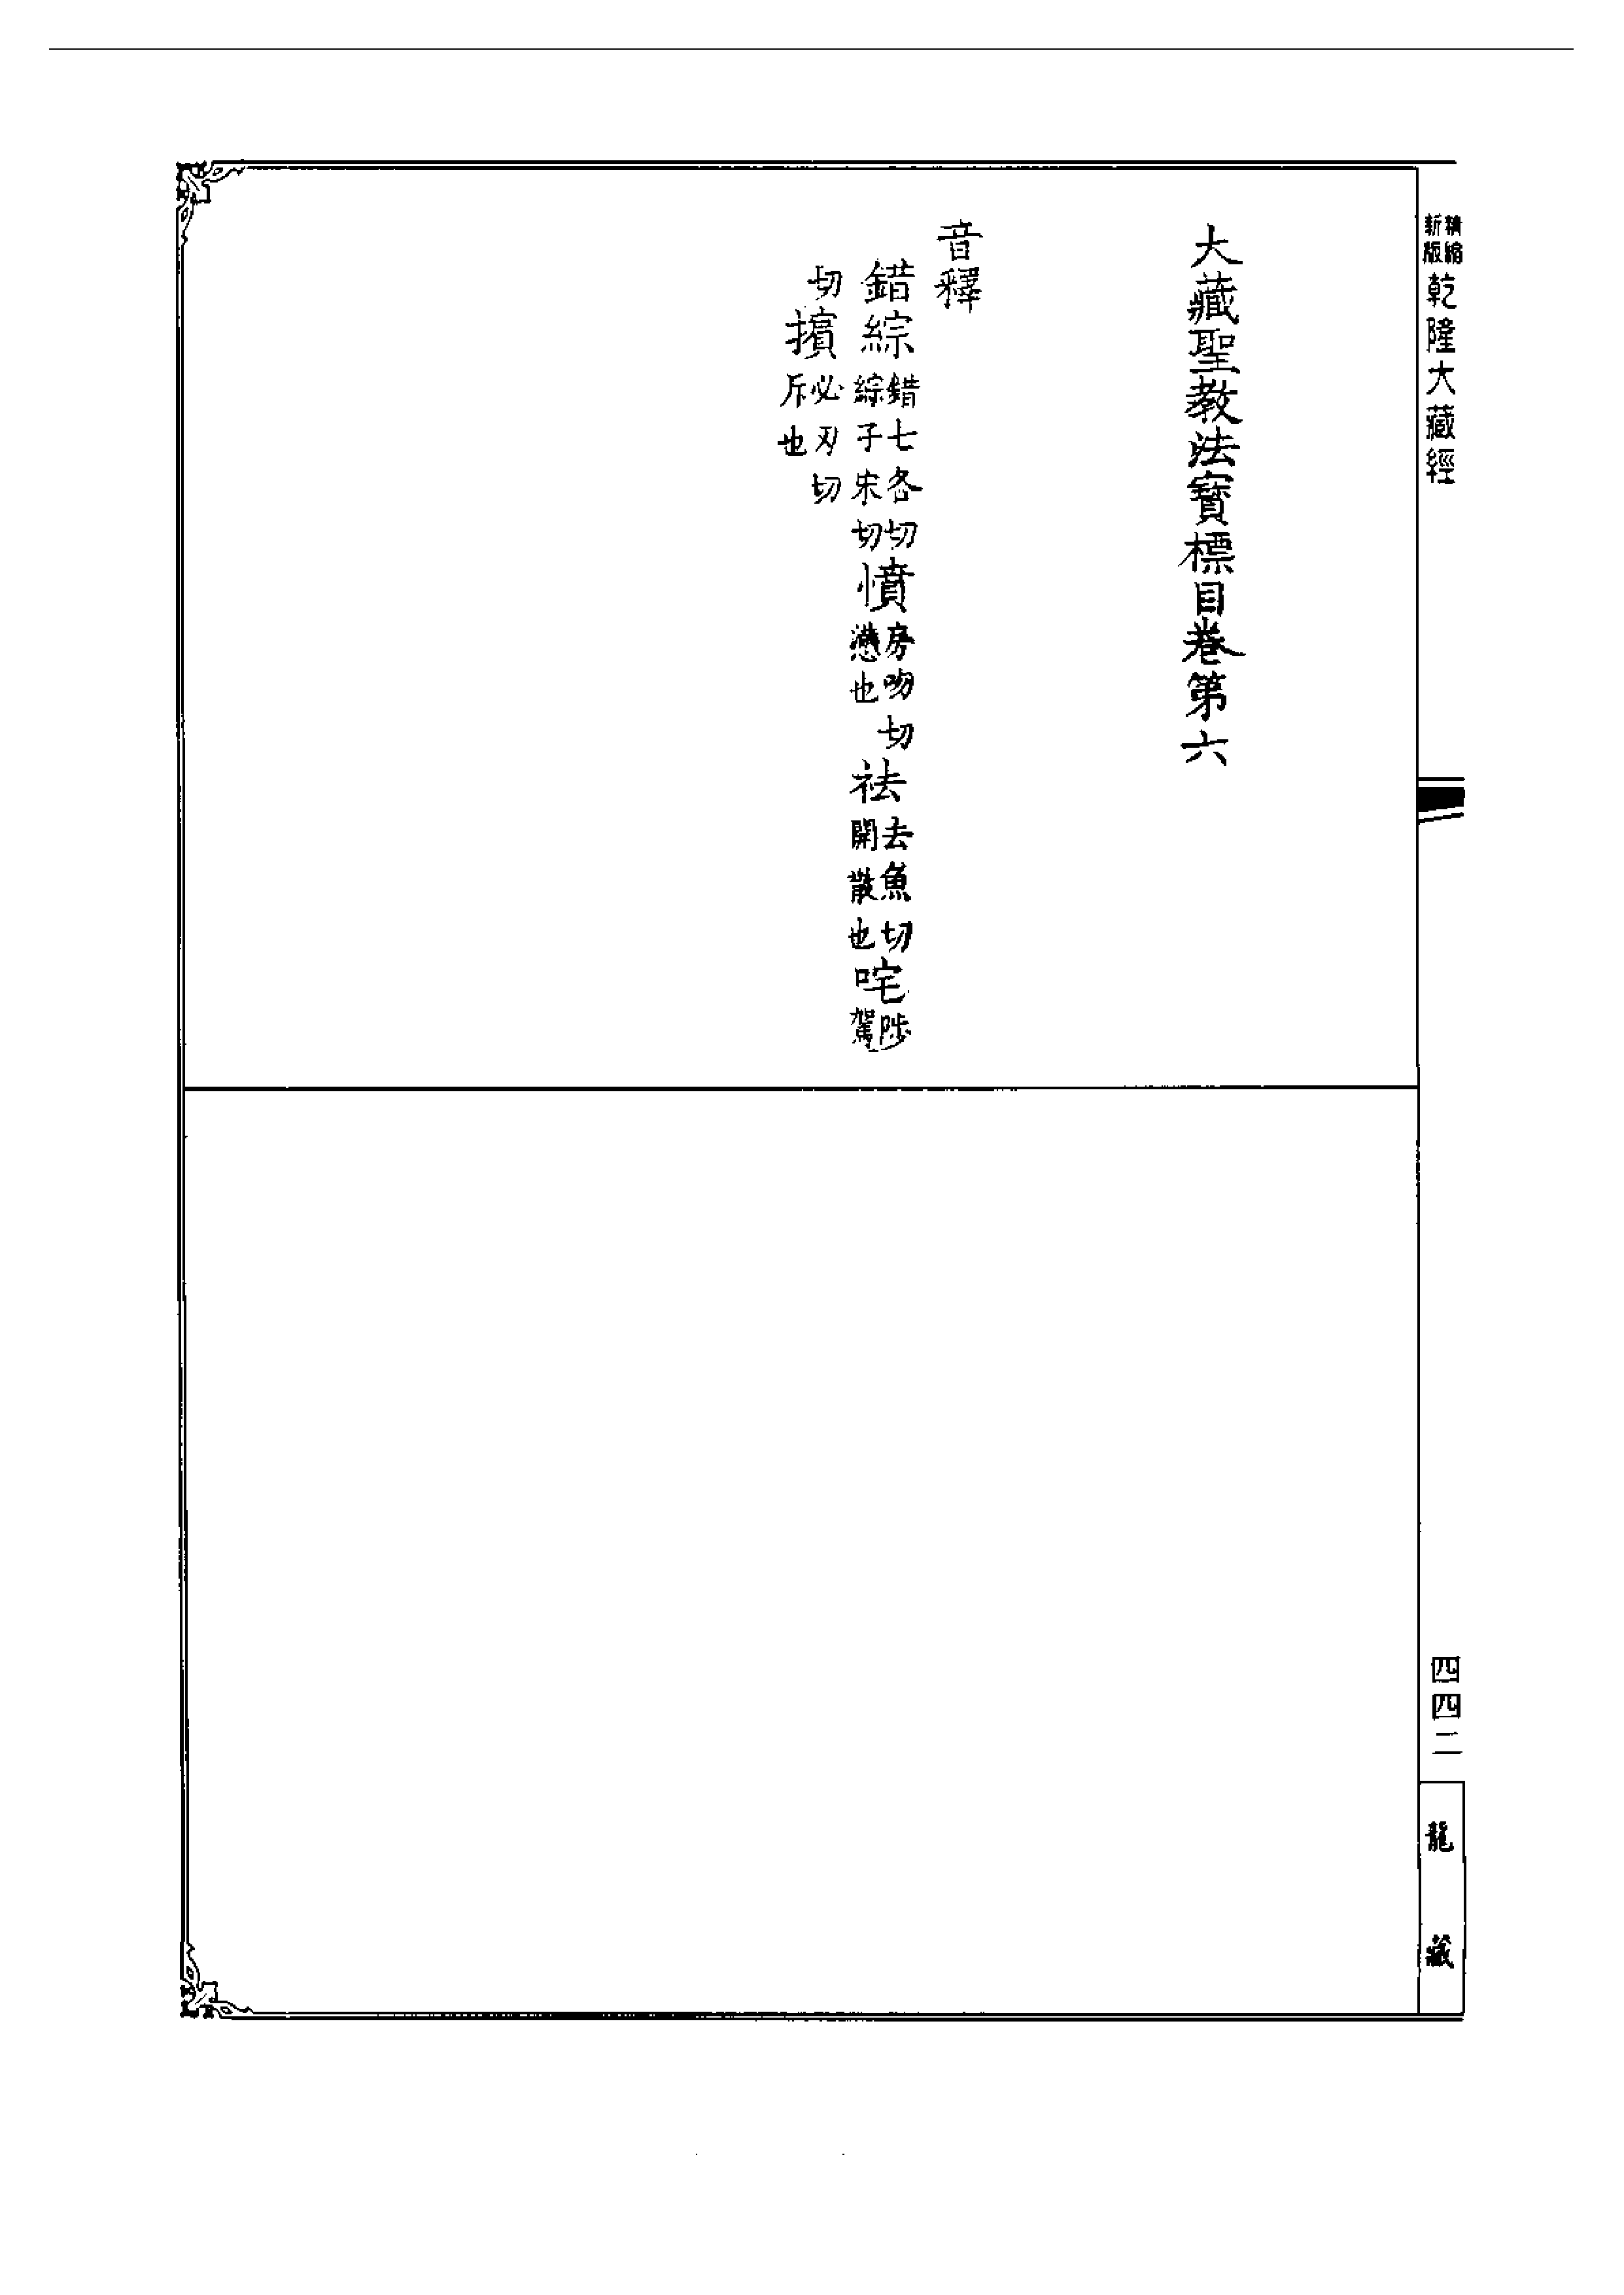 精縮
新版
乾隆大藏經
四四二
龍藏
大藏聖教法寶標目卷第六
音釋
錯綜錯七各切綜子宋切憤房吻切懣也祛去魚切開散也咤陟駕
切擯必刃切斥也